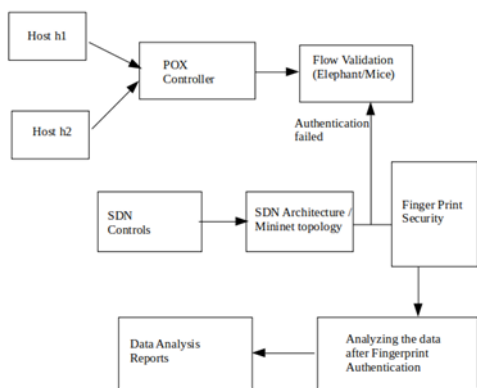 Host h1
POX
Controller
Flow Validation
(Elephant/Mice)
Host h2
Authentication
failed
SDN
Controls
SDN Architecture /
Mininet topology
Finger Print
Security
Data Analysis
Reports
Analyzing the data
after Fingerprint
Authentication